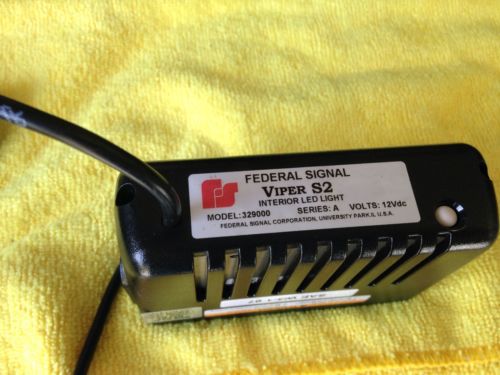 FEDERAL SIGNAL
VIPER S2
INTERIOR LED LIGHT
MODEL:329000 SERIES: A VOLTS: 12Vdc
FEDERAL SIGNAL CORPORATION, UNIVERSITY PARK,IL U.S.A.